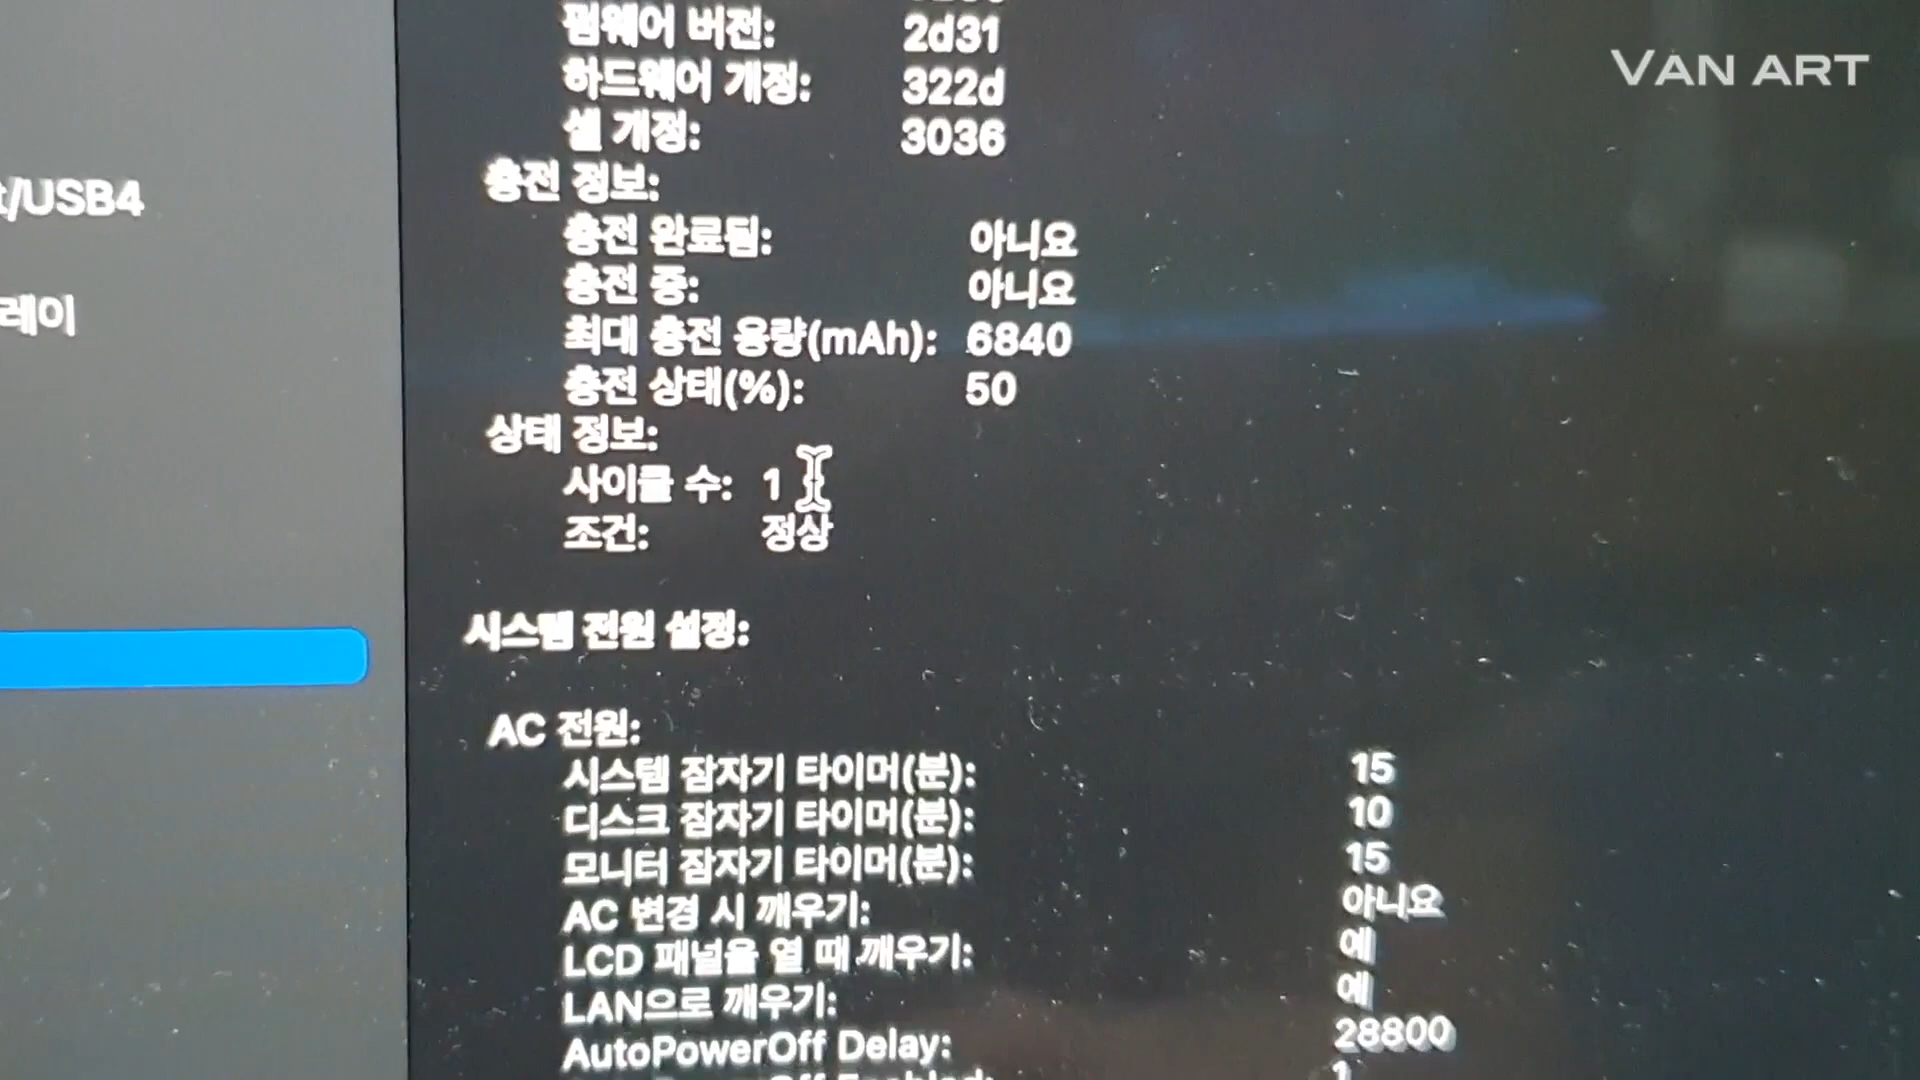 VAN ART
펌웨어 버전: 2d31
하드웨어 개정: 322d
셀 개정: 3036
충전 정보:
t/USB4
충전 완료됨: 아니요
충전 중: 아니요
레이
최대 충전 용량(mAh): 6840
충전 상태(%): 50
상태 정보:
사이클 수: 1
조건: 정상
시스템 전원 설정:
AC 전원:
시스템 잠자기 타이머(분): 15
디스크 잠자기 타이머(분): 10
모니터 잠자기 타이머(분): 15
AC 변경 시 깨우기: 아니요
LCD 패널을 열 때 깨우기: 예
LAN으로 깨우기: 예
AutoPowerOff Delay: 28800